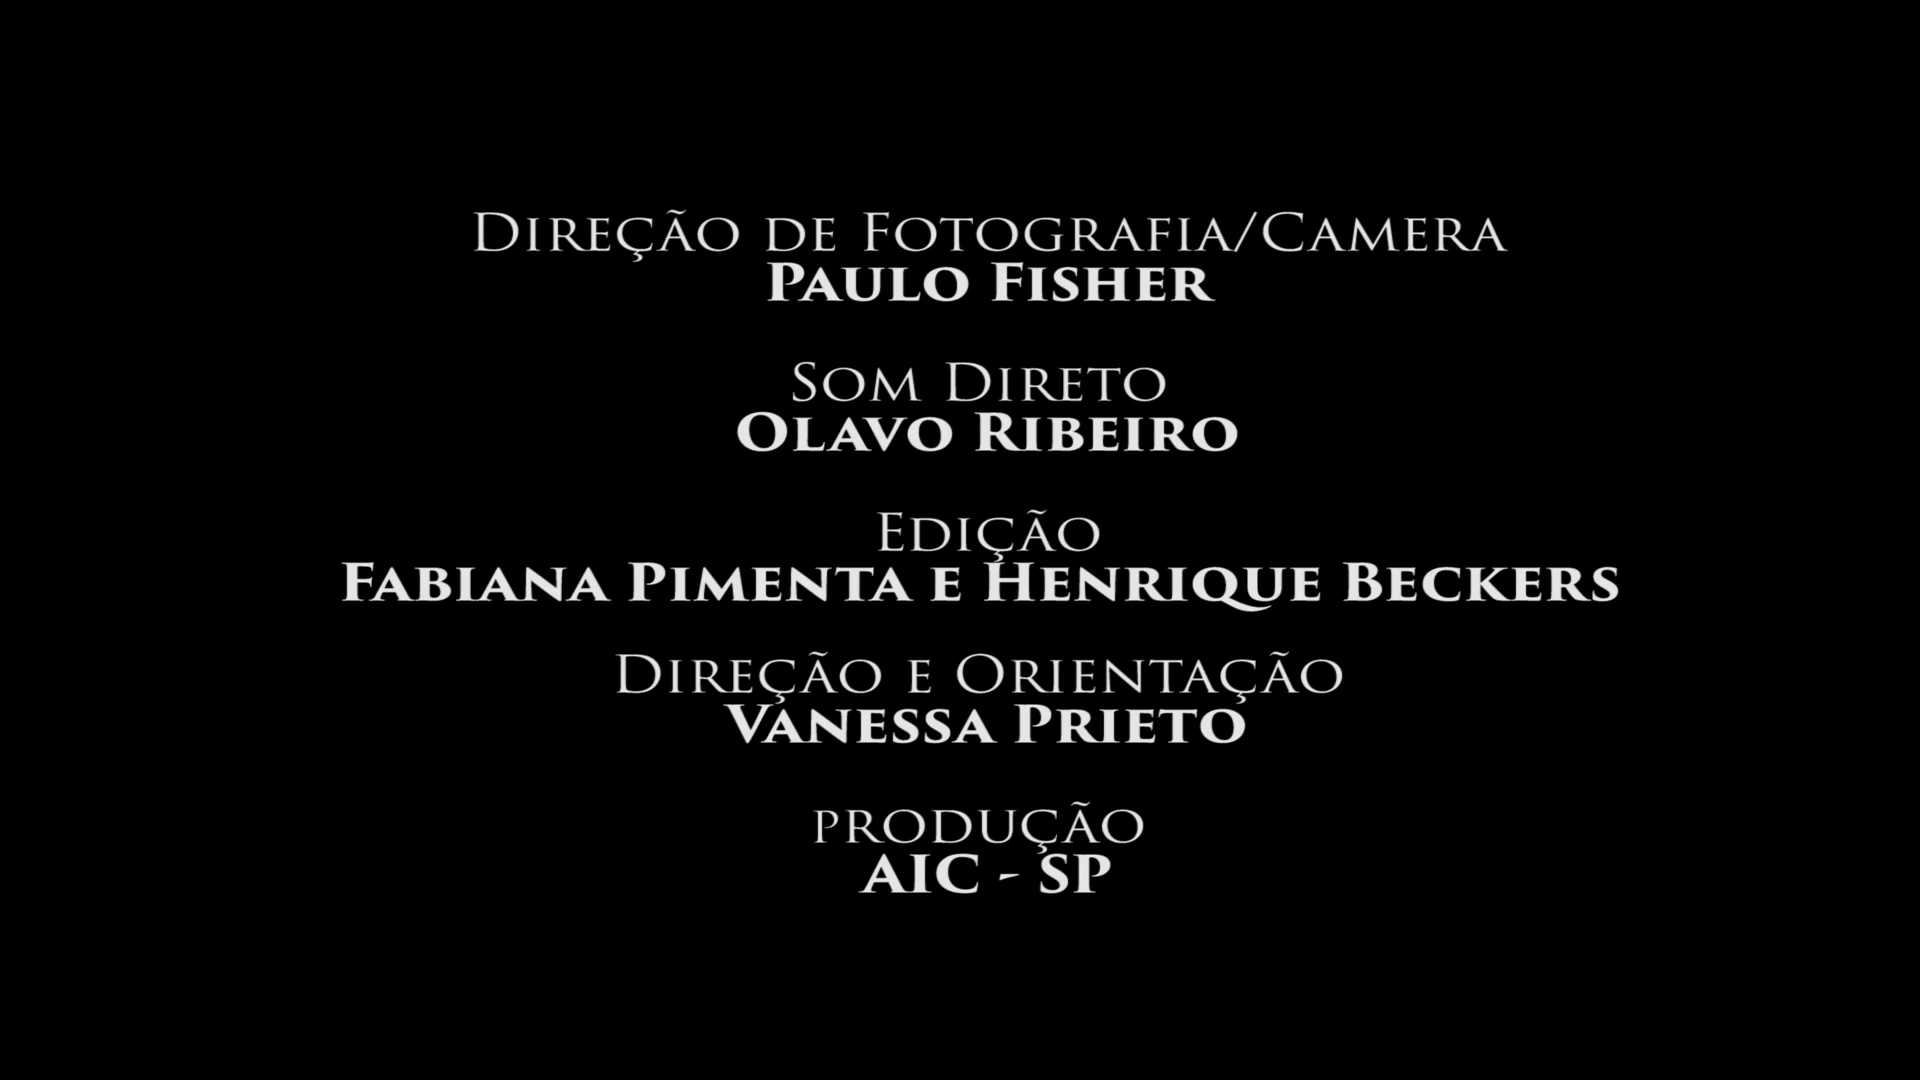 Direção de Fotografia/Camera
Paulo Fisher
Som Direto
Olavo Ribeiro
Edição
Fabiana Pimenta e Henrique Beckers
Direção e Orientação
Vanessa Prieto
produção
AIC - SP